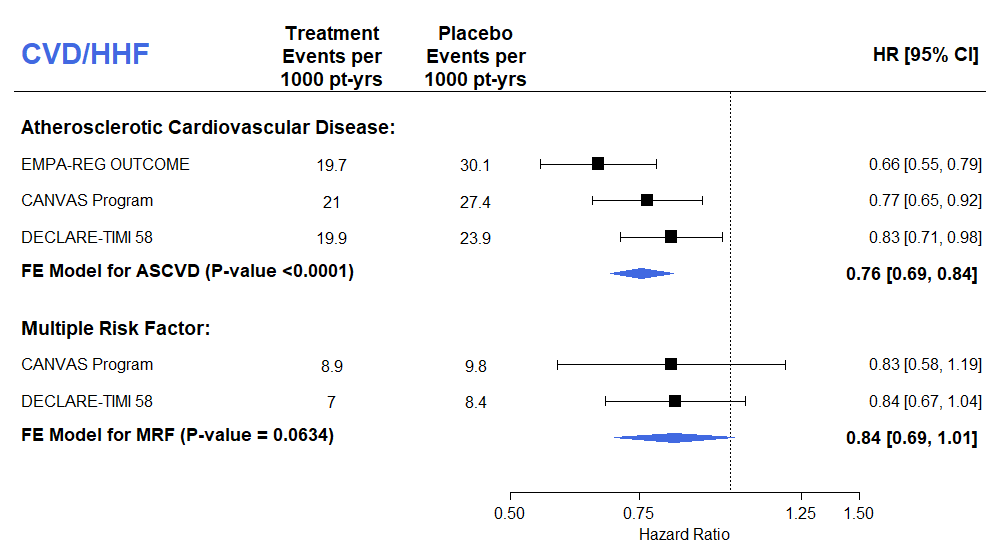 CVD/HHF
Treatment Events per 1000 pt-yrs
Placebo Events per 1000 pt-yrs
HR [95% CI]
Atherosclerotic Cardiovascular Disease:
EMPA-REG OUTCOME 19.7 30.1 0.66 [0.55, 0.79]
CANVAS Program 21 27.4 0.77 [0.65, 0.92]
DECLARE-TIMI 58 19.9 23.9 0.83 [0.71, 0.98]
FE Model for ASCVD (P-value <0.0001) 0.76 [0.69, 0.84]
Multiple Risk Factor:
CANVAS Program 8.9 9.8 0.83 [0.58, 1.19]
DECLARE-TIMI 58 7 8.4 0.84 [0.67, 1.04]
FE Model for MRF (P-value = 0.0634) 0.84 [0.69, 1.01]
0.50 0.75 1.25 1.50
Hazard Ratio